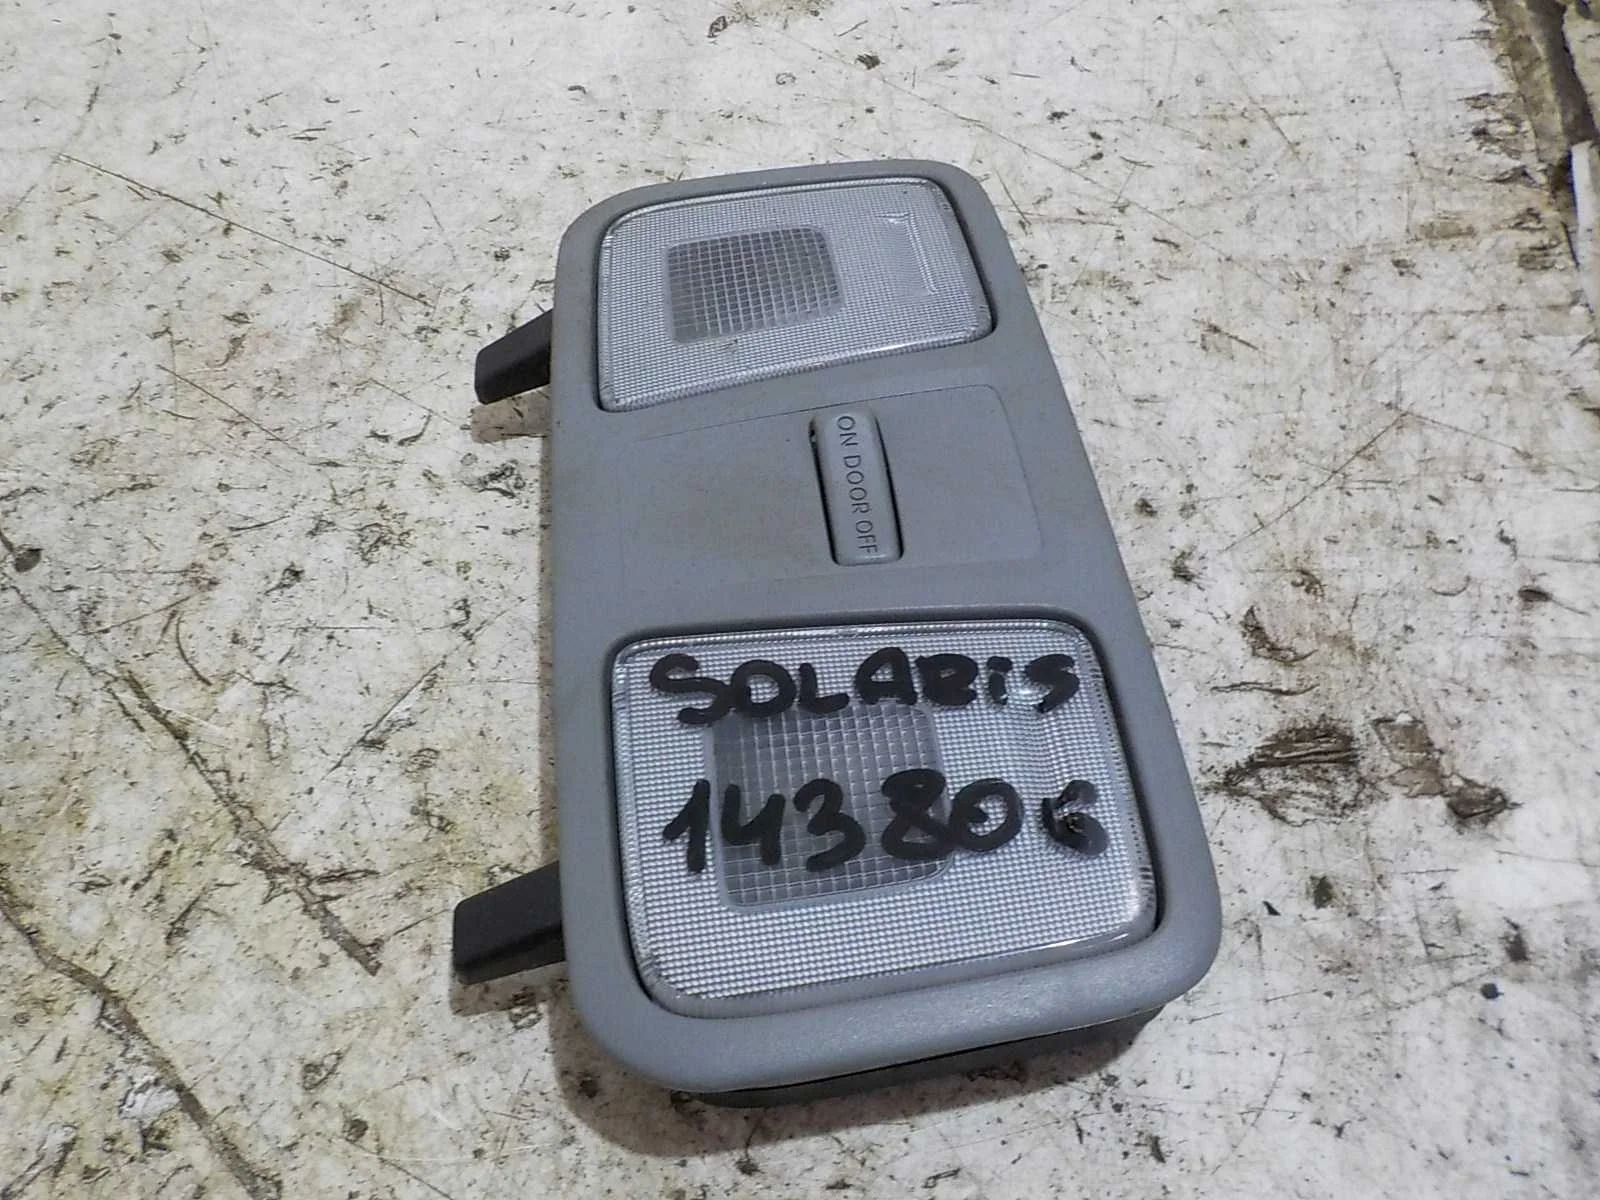 ON DOOR OFF
SOLARiS
143806